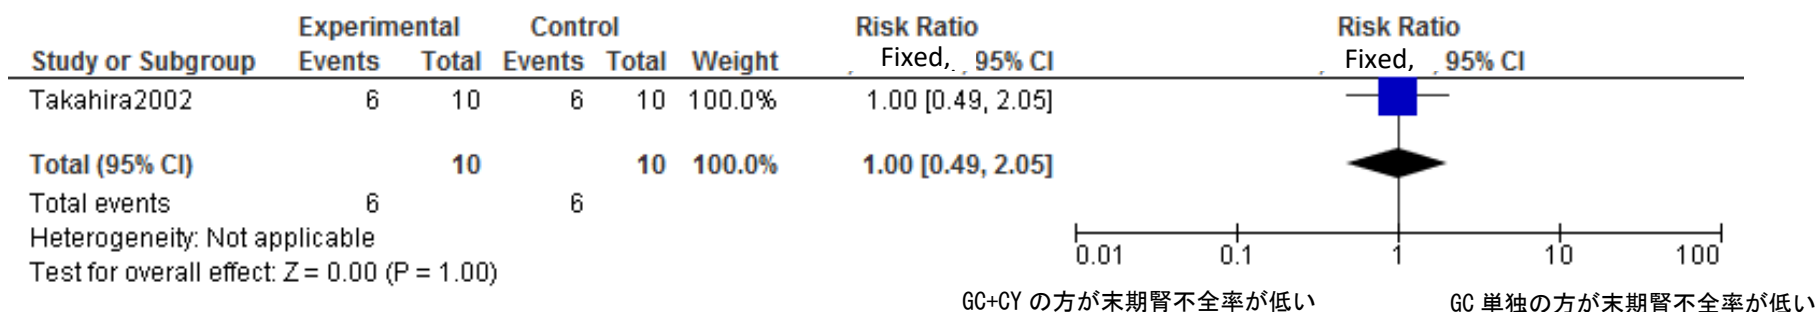 Experimental Control Risk Ratio Risk Ratio
Study or Subgroup Events Total Events Total Weight Fixed, , 95% CI Fixed, , 95% CI
Takahira2002 6 10 6 10 100.0% 1.00 [0.49, 2.05]
Total (95% CI) 10 10 100.0% 1.00 [0.49, 2.05]
Total events 6 6
Heterogeneity: Not applicable
Test for overall effect: Z = 0.00 (P = 1.00)
0.01 0.1 1 10 100
GC+CY の方が末期腎不全率が低い GC 単独の方が末期腎不全率が低い